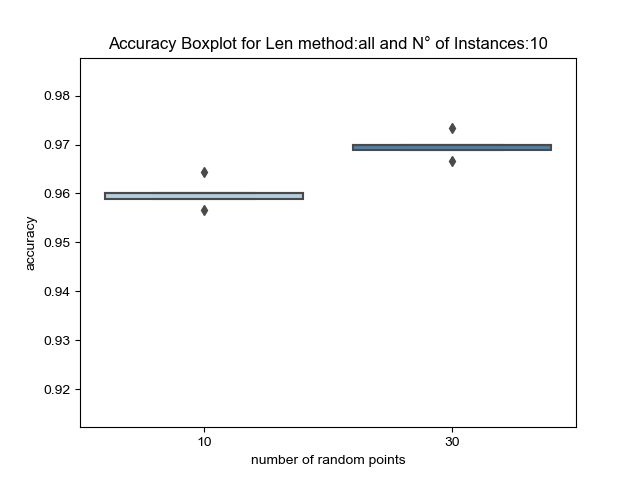 Accuracy Boxplot for Len method:all and N° of Instances:10
0.98
0.97
0.96
0.95
0.94
0.93
0.92
accuracy
10 30
number of random points